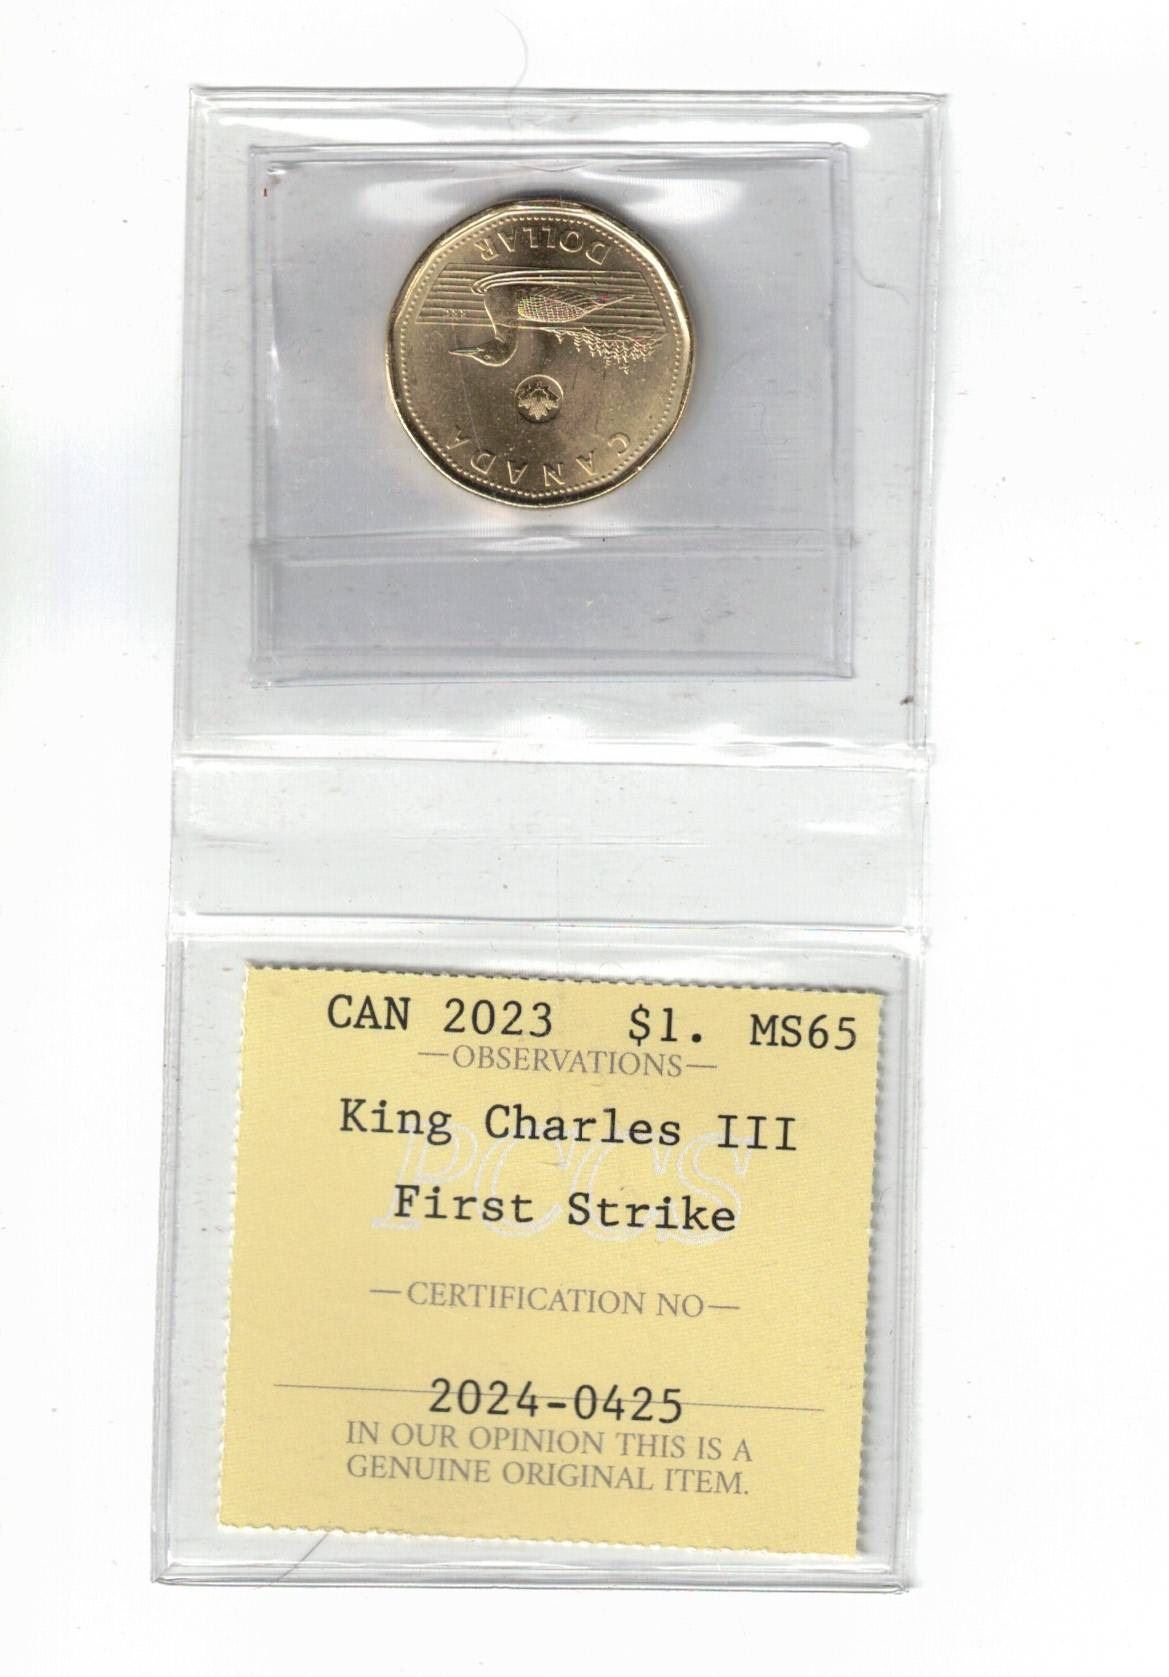 CANADA
DOLLAR
CAN 2023 $1. MS65
—OBSERVATIONS—
King Charles III
PCCS
First Strike
—CERTIFICATION NO—
2024-0425
IN OUR OPINION THIS IS A
GENUINE ORIGINAL ITEM.